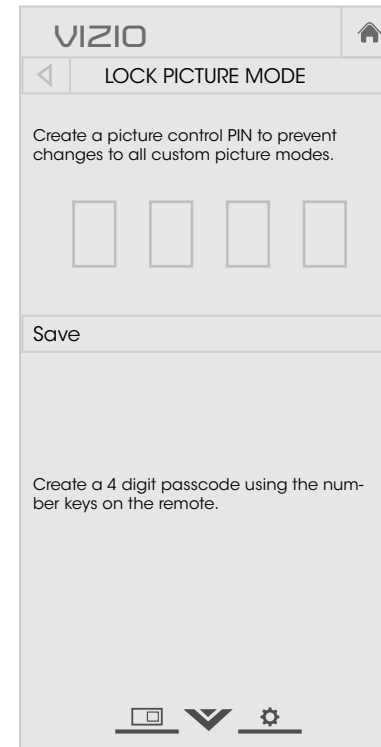 VIZIO
LOCK PICTURE MODE
Create a picture control PIN to prevent
changes to all custom picture modes.
Save
Create a 4 digit passcode using the num-
ber keys on the remote.